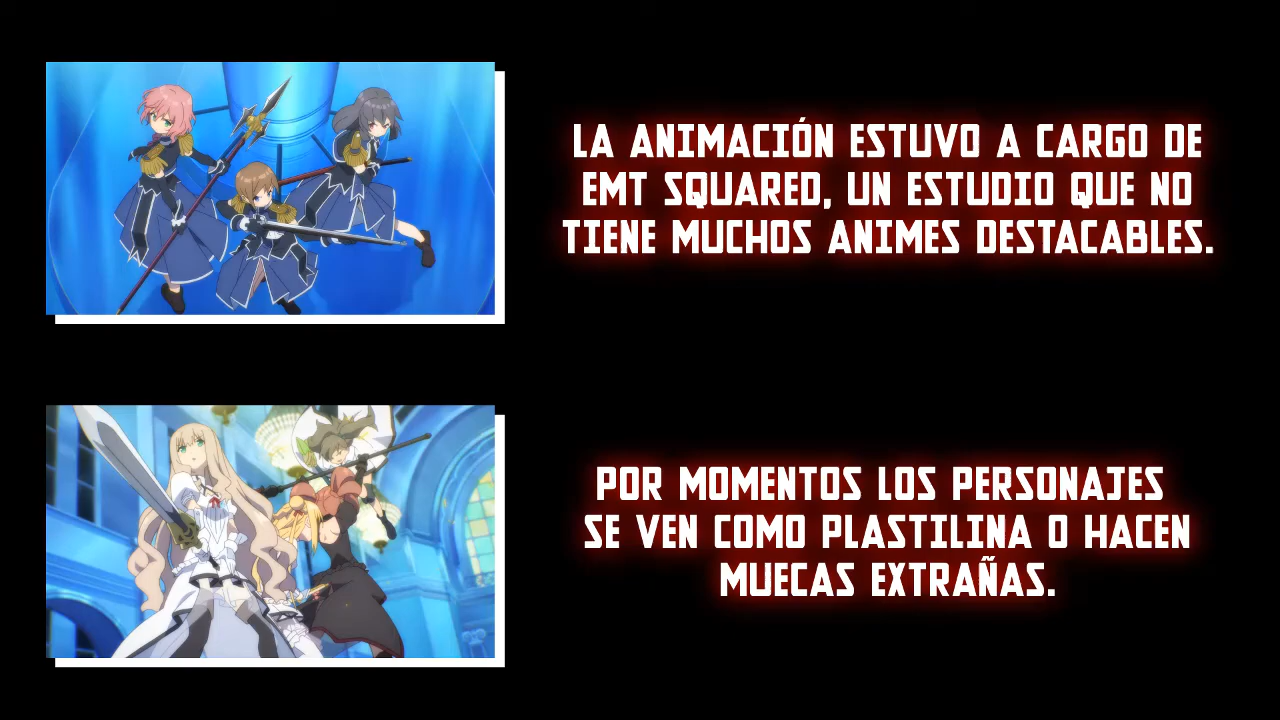 LA ANIMACIÓN ESTUVO A CARGO DE
EMT SQUARED, UN ESTUDIO QUE NO
TIENE MUCHOS ANIMES DESTACABLES.
POR MOMENTOS LOS PERSONAJES
SE VEN COMO PLASTILINA O HACEN
MUECAS EXTRAÑAS.